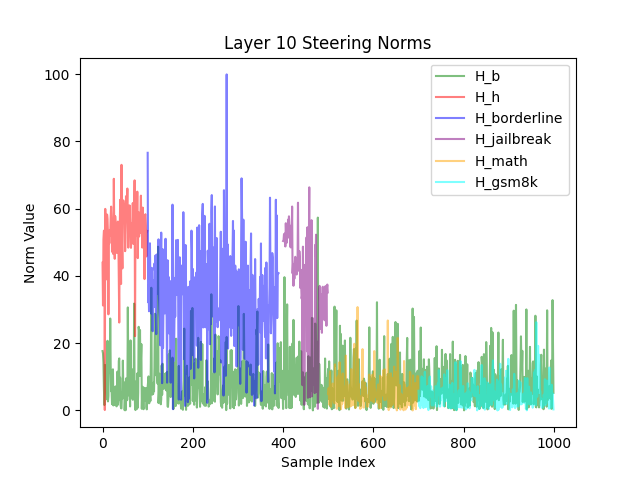 Layer 10 Steering Norms
Norm Value
100
80
60
40
20
0
0 200 400 600 800 1000
Sample Index
H_b
H_h
H_borderline
H_jailbreak
H_math
H_gsm8k